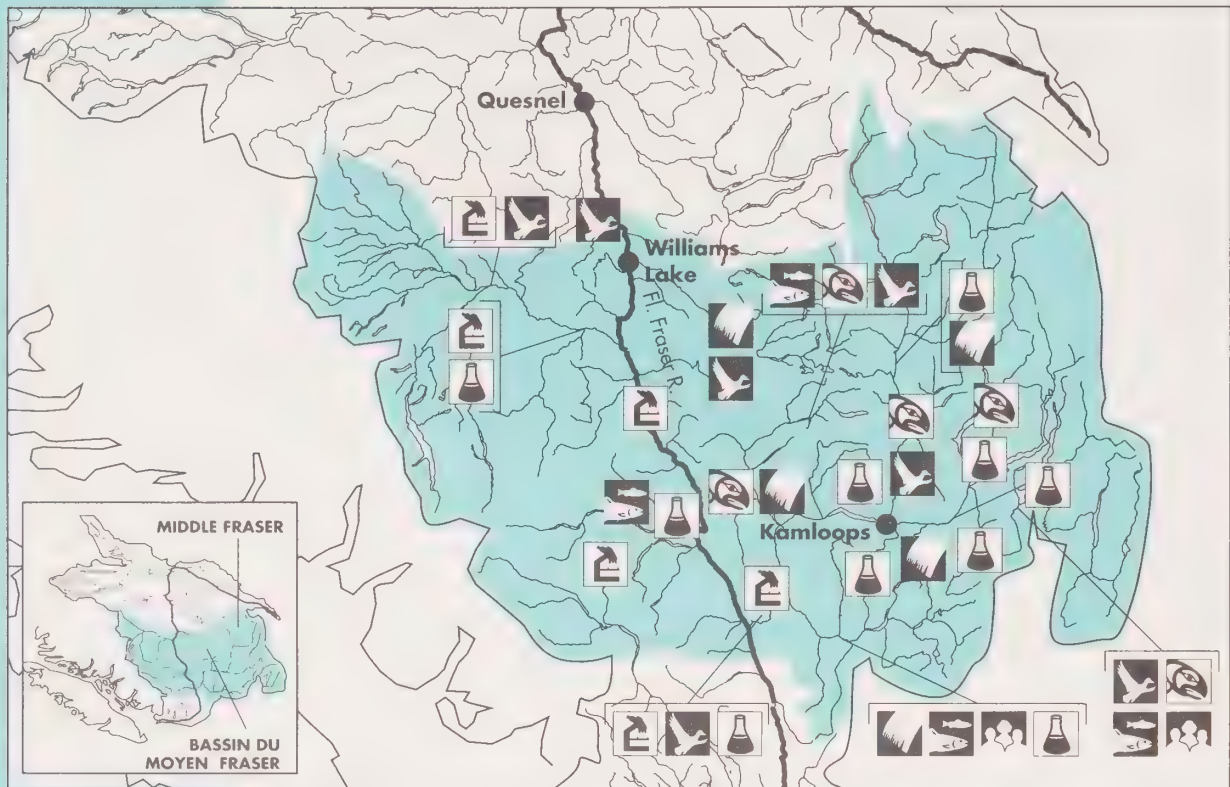 Quesnel
Williams
Lake
Fl. Fraser R.
Kamloops
MIDDLE FRASER
BASSIN DU
MOYEN FRASER